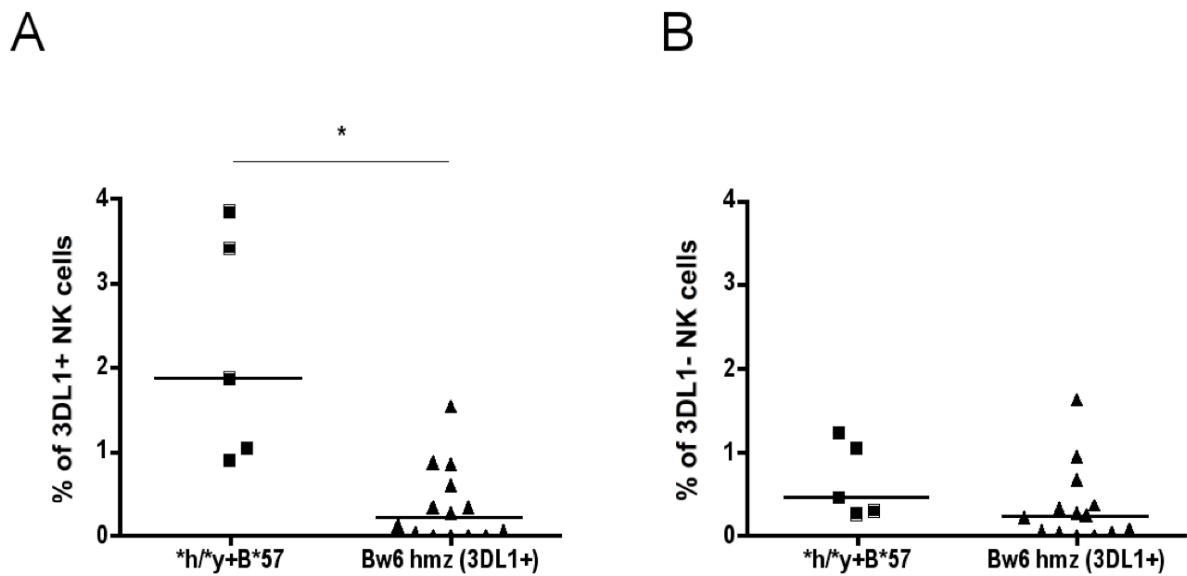 A
*
% of 3DL1+ NK cells
4
3
2
1
0
*h/*y+B*57
Bw6 hmz (3DL1+)
B
% of 3DL1- NK cells
4
3
2
1
0
*h/*y+B*57
Bw6 hmz (3DL1+)